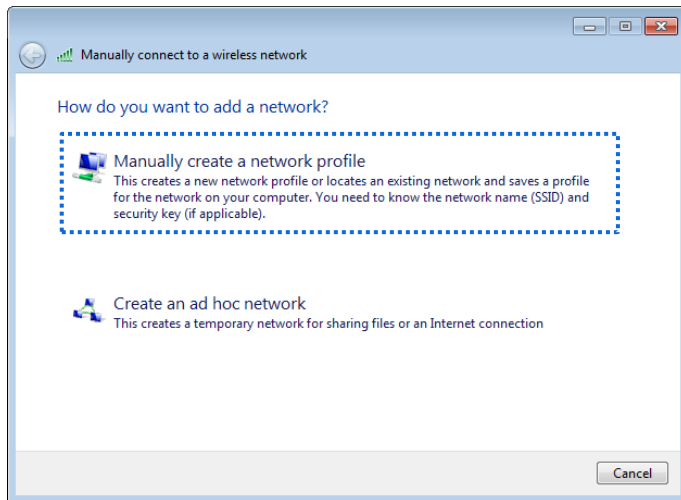 Manually connect to a wireless network
How do you want to add a network?
Manually create a network profile
This creates a new network profile or locates an existing network and saves a profile
for the network on your computer. You need to know the network name (SSID) and
security key (if applicable).
Create an ad hoc network
This creates a temporary network for sharing files or an Internet connection
Cancel